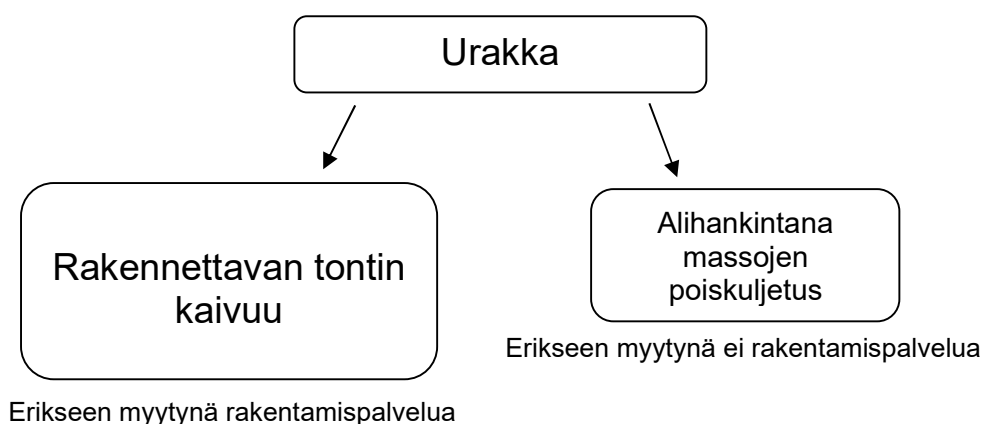 Urakka
Rakennettavan tontin
kaivuu
Erikseen myytynä rakentamispalvelua
Alihankintana
massojen
poiskuljetus
Erikseen myytynä ei rakentamispalvelua